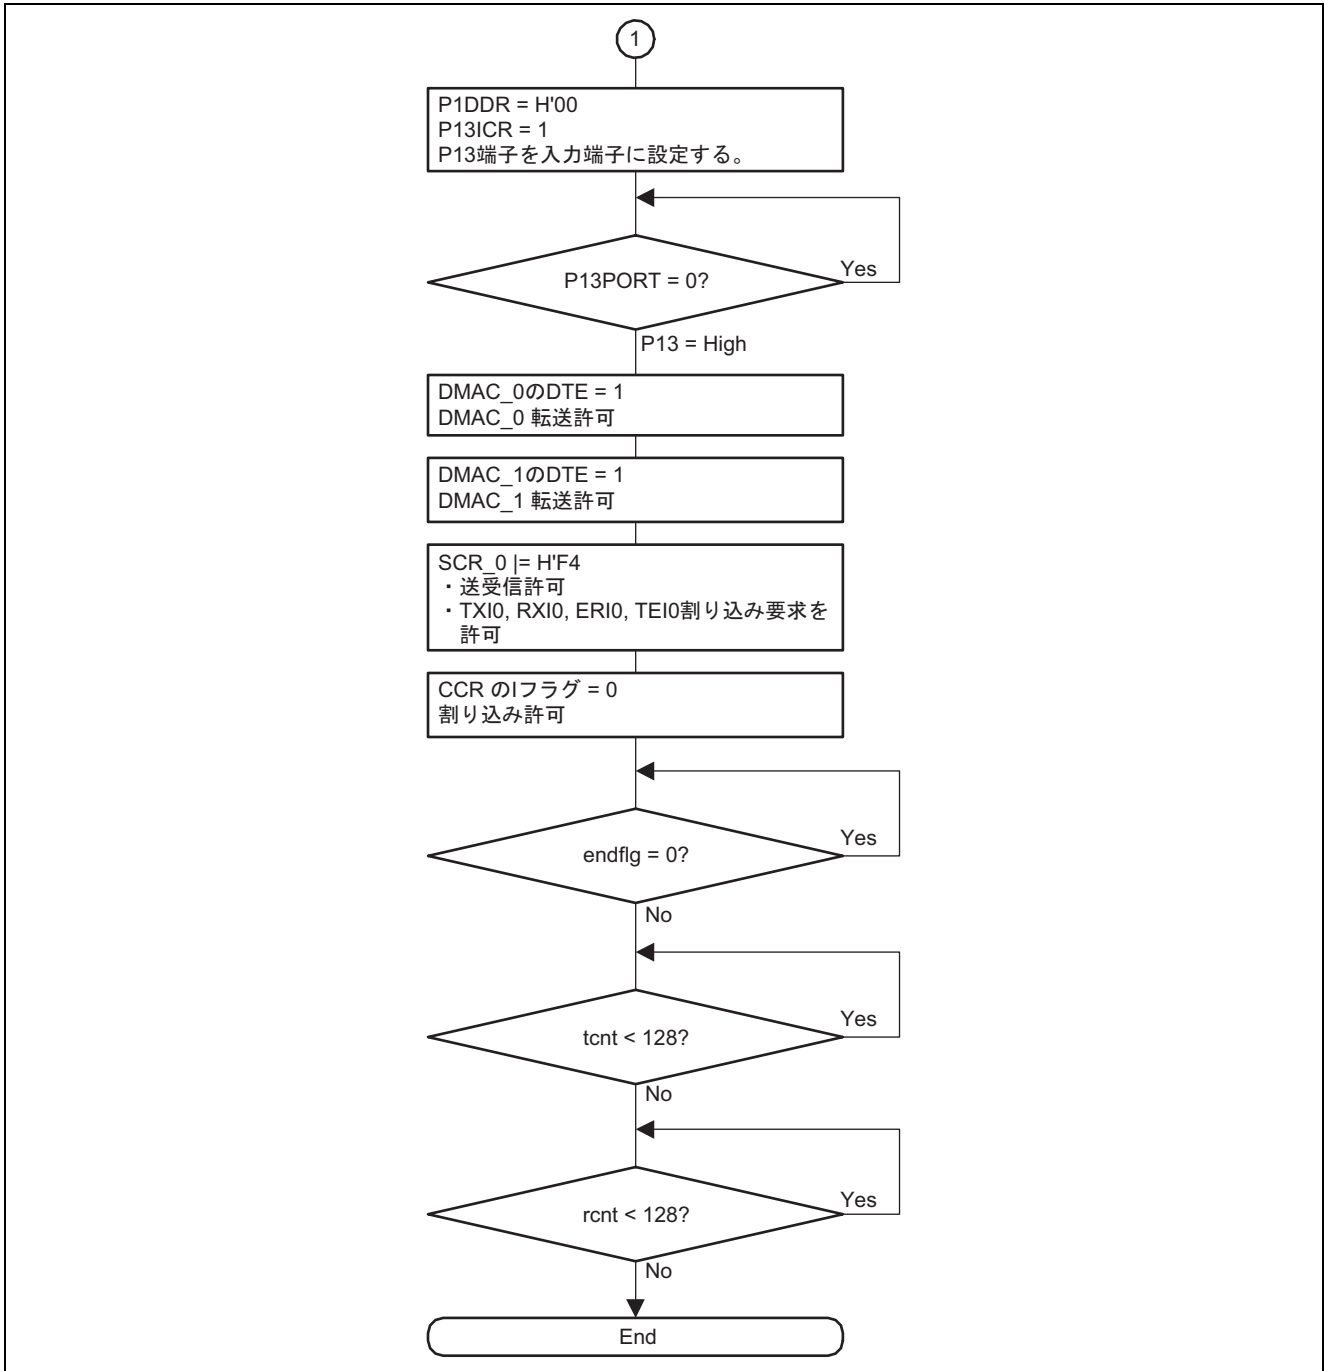 1
P1DDR = H'00
P13ICR = 1
P13端子を入力端子に設定する。
P13PORT = 0?
Yes
P13 = High
DMAC_0のDTE = 1
DMAC_0 転送許可
DMAC_1のDTE = 1
DMAC_1 転送許可
SCR_0 |= H'F4
・送受信許可
・TXI0, RXI0, ERI0, TEI0割り込み要求を
許可
CCR のIフラグ = 0
割り込み許可
endflg = 0?
Yes
No
tcnt < 128?
Yes
No
rcnt < 128?
Yes
No
End